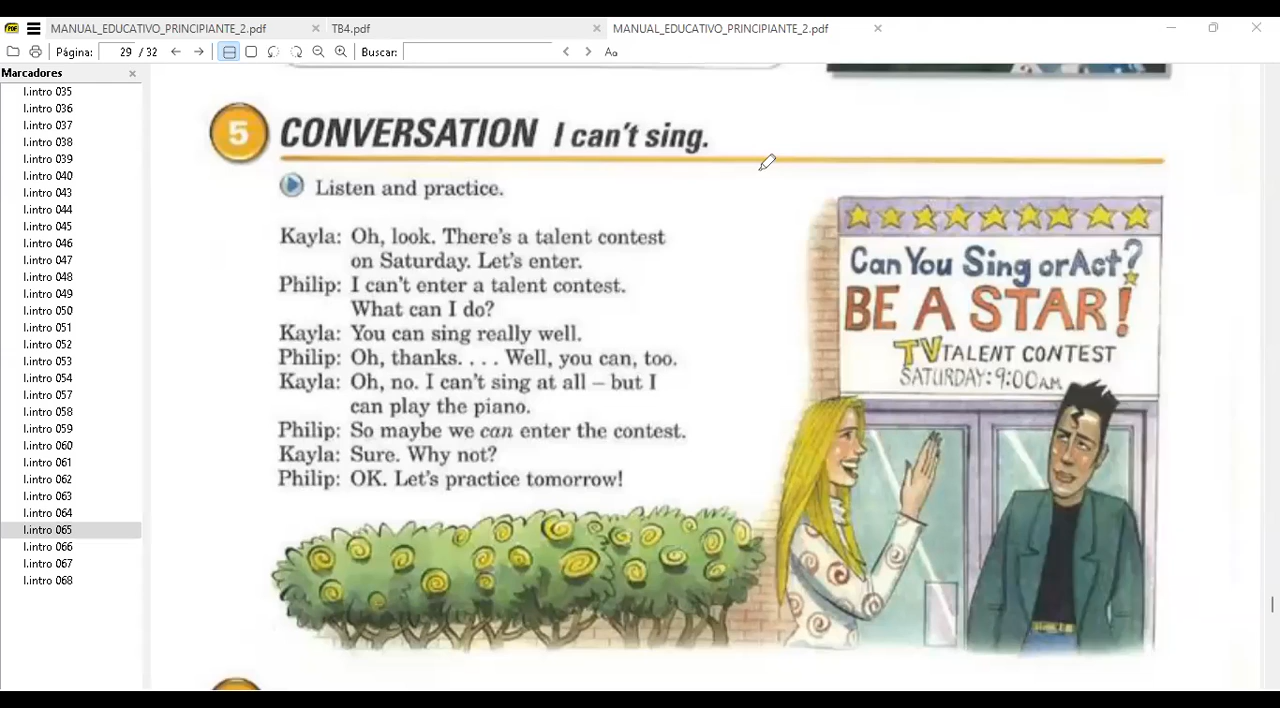 MANUAL_EDUCATIVO_PRINCIPIANTE_2.pdf
TB4.pdf
MANUAL_EDUCATIVO_PRINCIPIANTE_2.pdf
Página: 29 / 32
Buscar:
Aa
Marcadores
I.intro 035
I.intro 036
I.intro 037
I.intro 038
I.intro 039
I.intro 040
I.intro 043
I.intro 044
I.intro 045
I.intro 046
I.intro 047
I.intro 048
I.intro 049
I.intro 050
I.intro 051
I.intro 052
I.intro 053
I.intro 054
I.intro 057
I.intro 058
I.intro 059
I.intro 060
I.intro 061
I.intro 062
I.intro 063
I.intro 064
I.intro 065
I.intro 066
I.intro 067
I.intro 068
5 CONVERSATION I can't sing.
Listen and practice.
Kayla: Oh, look. There's a talent contest
on Saturday. Let's enter.
Philip: I can't enter a talent contest.
What can I do?
Kayla: You can sing really well.
Philip: Oh, thanks. . . . Well, you can, too.
Kayla: Oh, no. I can't sing at all – but I
can play the piano.
Philip: So maybe we can enter the contest.
Kayla: Sure. Why not?
Philip: OK. Let's practice tomorrow!
Can You Sing or Act?
BE A STAR!
TV TALENT CONTEST
SATURDAY: 9:00 AM